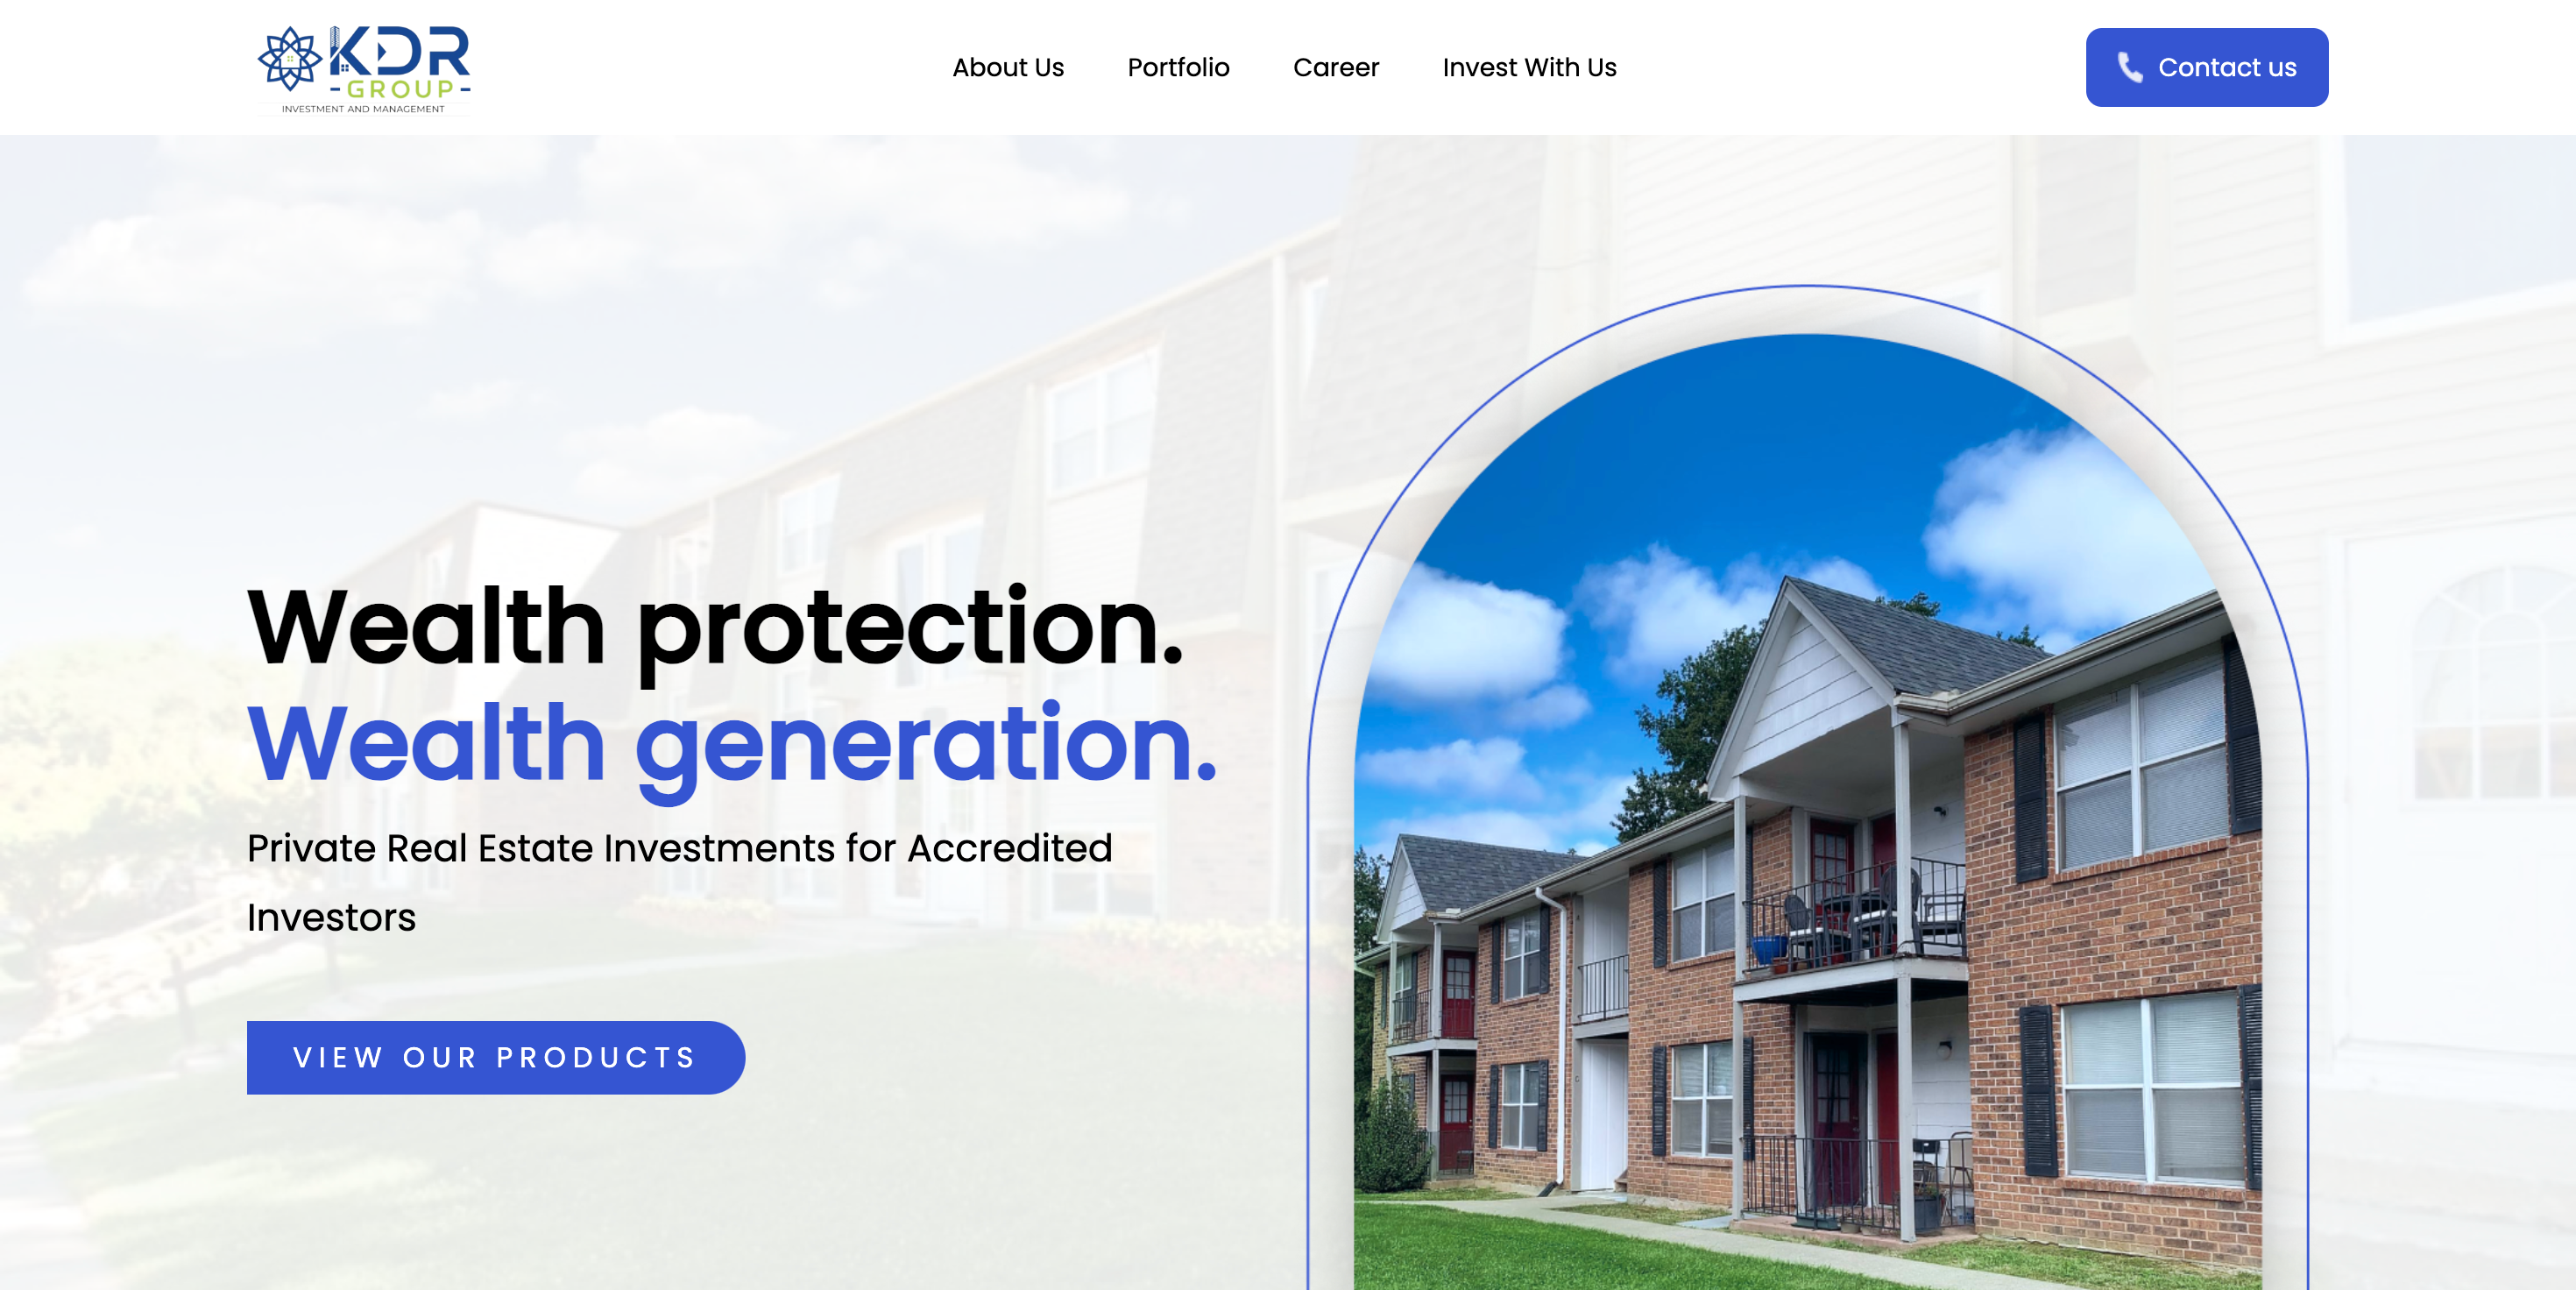 KDR
GROUP
INVESTMENT AND MANAGEMENT
About Us
Portfolio
Career
Invest With Us
Contact us
Wealth protection.
Wealth generation.
Private Real Estate Investments for Accredited
Investors
VIEW OUR PRODUCTS